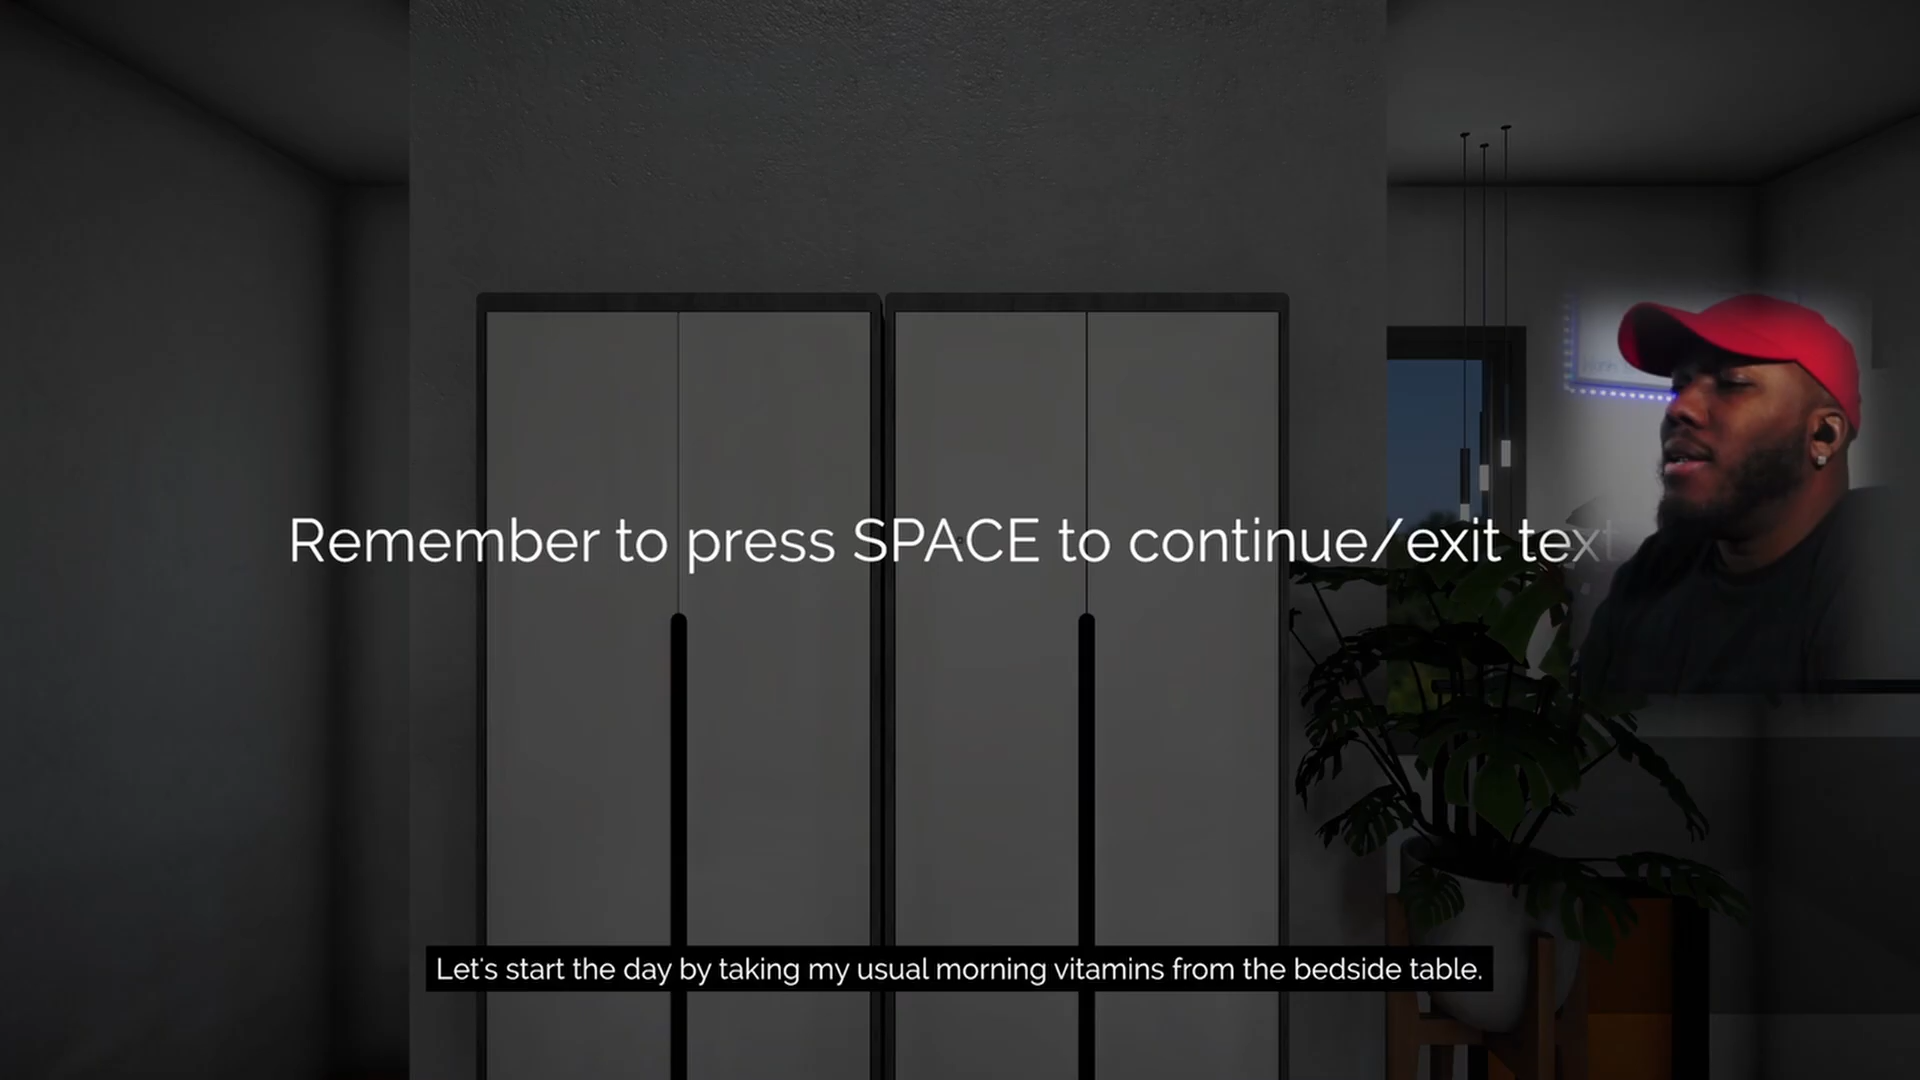 Remember to press SPACE to continue/exit text
Let's start the day by taking my usual morning vitamins from the bedside table.